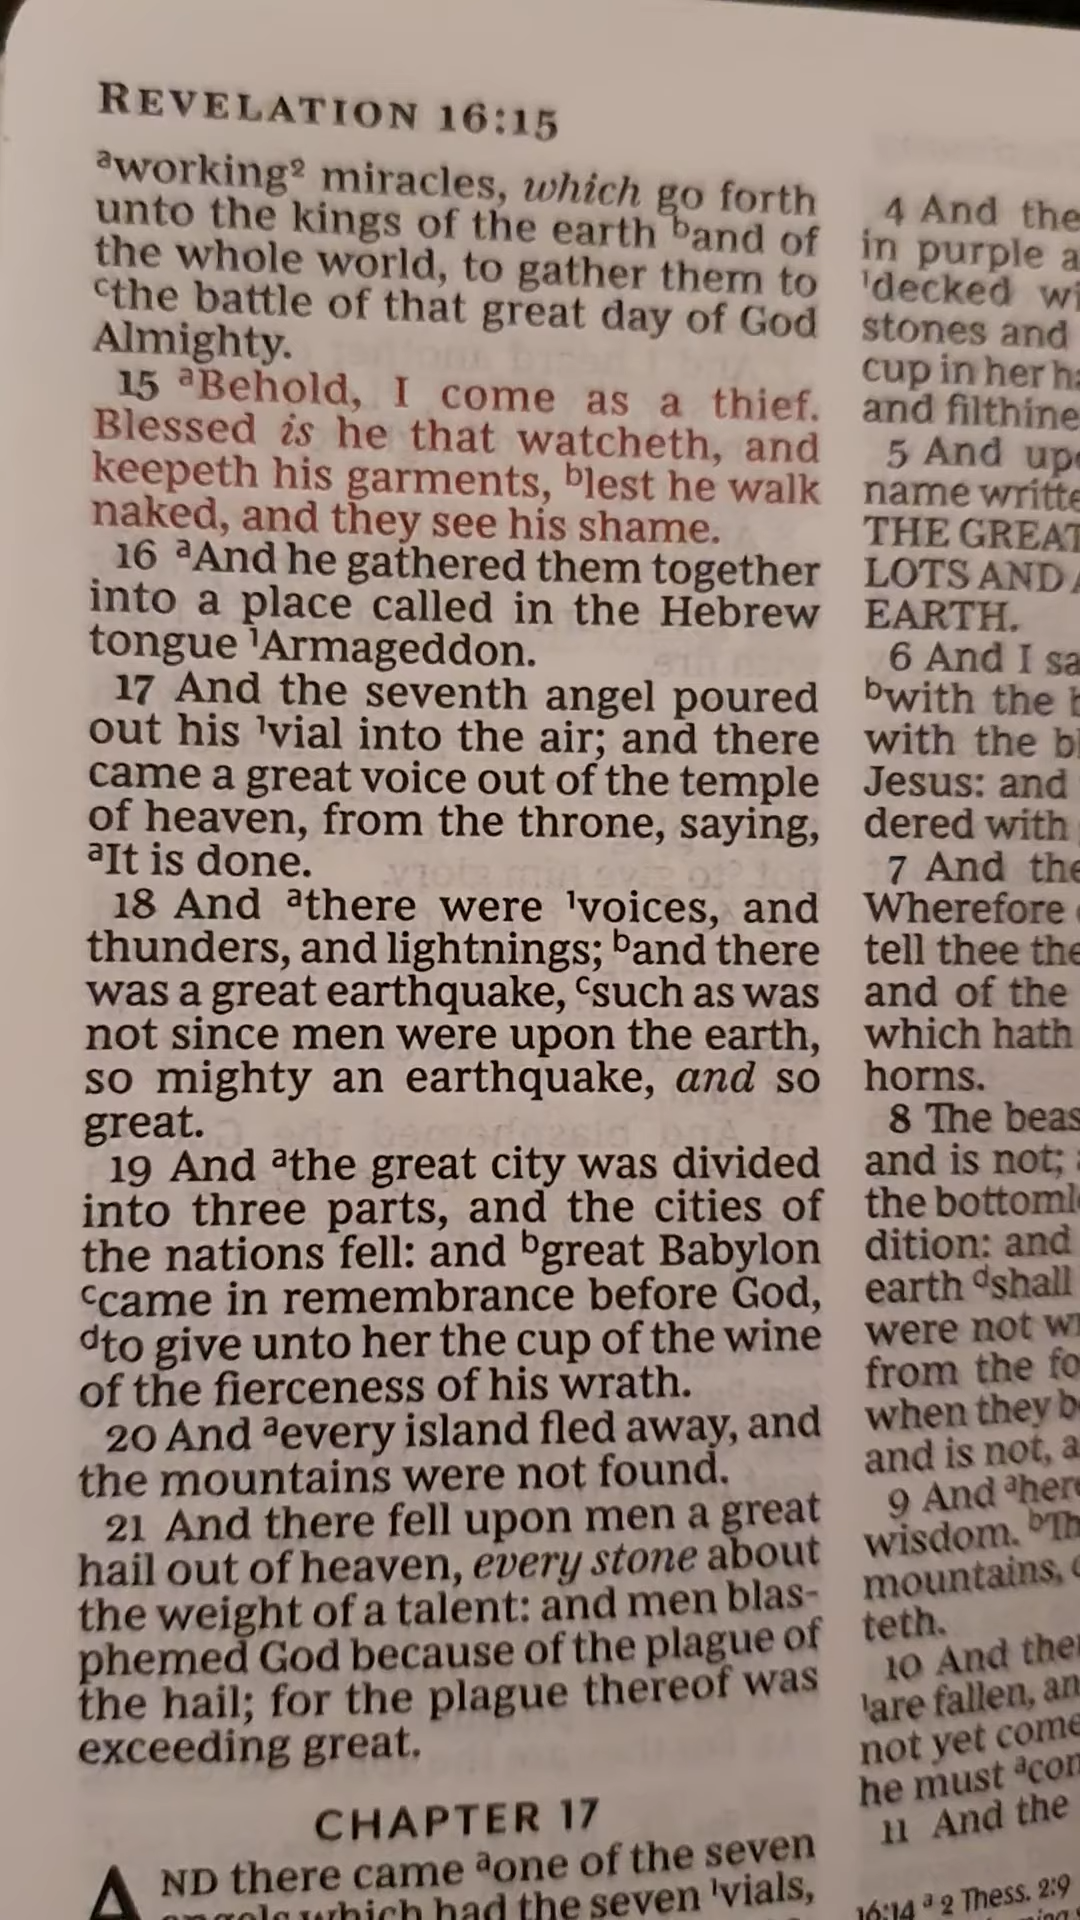 REVELATION 16:15
ᵃworking² miracles, which go forth
unto the kings of the earth ᵇand of
the whole world, to gather them to
ᶜthe battle of that great day of God
Almighty.
15 ᵃBehold, I come as a thief.
Blessed is he that watcheth, and
keepeth his garments, ᵇlest he walk
naked, and they see his shame.
16 ᵃAnd he gathered them together
into a place called in the Hebrew
tongue ¹Armageddon.
17 And the seventh angel poured
out his ¹vial into the air; and there
came a great voice out of the temple
of heaven, from the throne, saying,
ᵃIt is done.
18 And ᵃthere were ¹voices, and
thunders, and lightnings; ᵇand there
was a great earthquake, ᶜsuch as was
not since men were upon the earth,
so mighty an earthquake, and so
great.
19 And ᵃthe great city was divided
into three parts, and the cities of
the nations fell: and ᵇgreat Babylon
ᶜcame in remembrance before God,
ᵈto give unto her the cup of the wine
of the fierceness of his wrath.
20 And ᵃevery island fled away, and
the mountains were not found.
21 And there fell upon men a great
hail out of heaven, every stone about
the weight of a talent: and men blas-
phemed God because of the plague of
the hail; for the plague thereof was
exceeding great.
CHAPTER 17
AND there came ᵃone of the seven
angels which had the seven ¹vials,
4 And the
in purple
¹decked
stones and
cup in her
and
5 And
name
THE GREAT
LOTS AND
EARTH.
6 And I
ᵇwith the
with the
Jesus: and
dered with
7 And the
Wherefore
tell thee
and of the
which hath
horns.
8 The
and is not;
the
dition: and
earth ᵈshall
were not
from the
when they
and is not,
9 And
wisdom.
mountains,
teth.
10 And
¹are fallen,
not yet come
he must
11 And the
16:14 ᵃ 2 Thess. 2:9